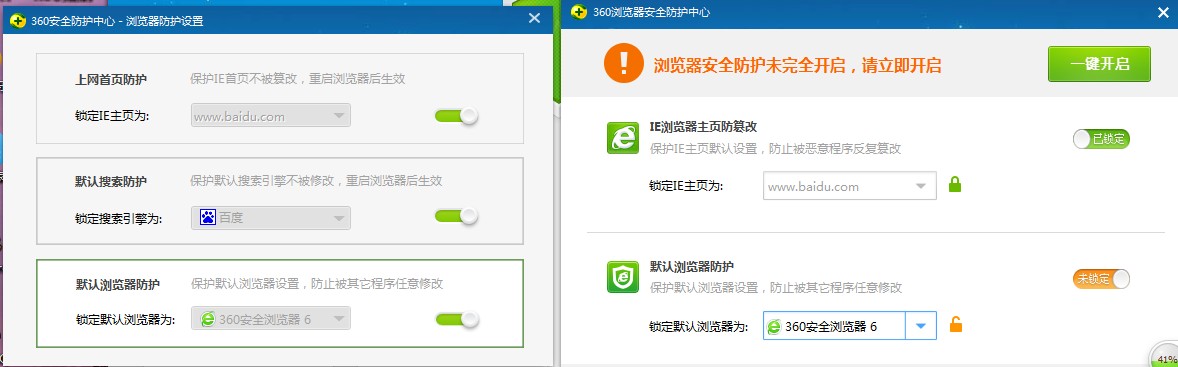 360安全防护中心 - 浏览器防护设置
上网首页防护
保护IE首页不被篡改，重启浏览器后生效
锁定IE主页为:
www.baidu.com
默认搜索防护
保护默认搜索引擎不被修改，重启浏览器后生效
锁定搜索引擎为:
百度
默认浏览器防护
保护默认浏览器设置，防止被其它程序任意修改
锁定默认浏览器为:
360安全浏览器 6
360浏览器安全防护中心
浏览器安全防护未完全开启，请立即开启
一键开启
IE浏览器主页防篡改
保护IE主页默认设置，防止被恶意程序反复篡改
已锁定
锁定IE主页为:
www.baidu.com
默认浏览器防护
保护默认浏览器设置，防止被其它程序任意修改
未锁定
锁定默认浏览器为:
360安全浏览器 6
41%